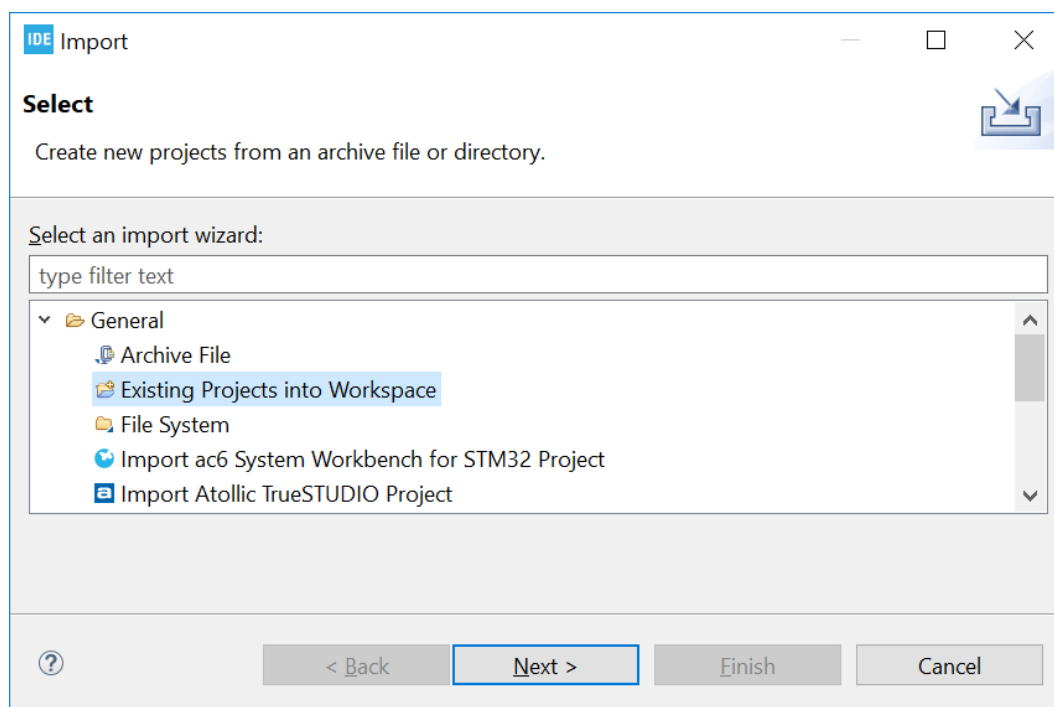 IDE Import
Select
Create new projects from an archive file or directory.
Select an import wizard:
type filter text
General
Archive File
Existing Projects into Workspace
File System
Import ac6 System Workbench for STM32 Project
a Import Atollic TrueSTUDIO Project
? < Back Next > Finish Cancel